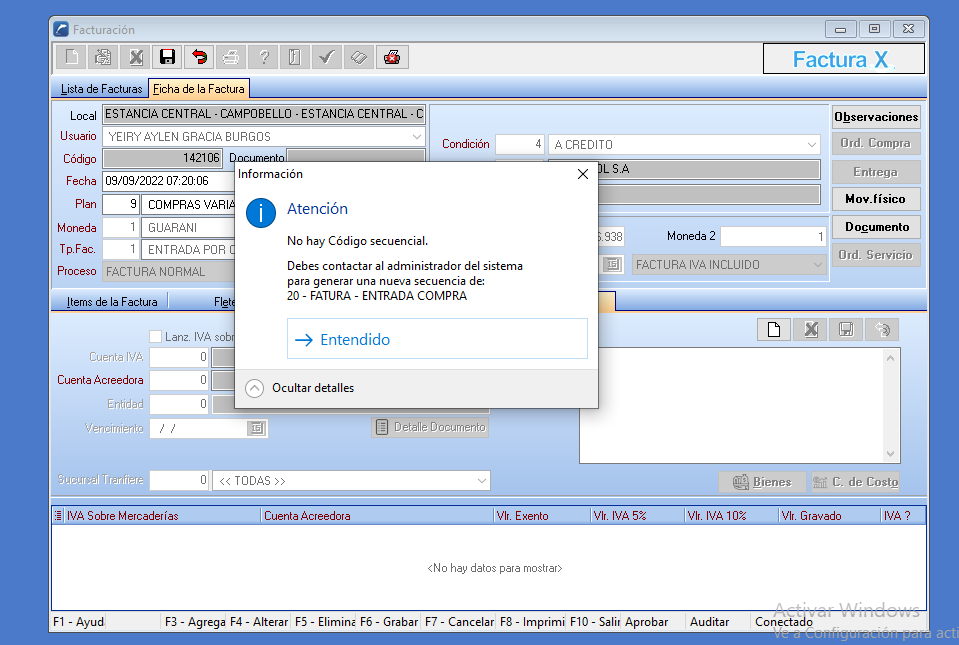 Facturación
Factura X
Lista de Facturas
Ficha de la Factura
Local
ESTANCIA CENTRAL - CAMPOBELLO - ESTANCIA CENTRAL - C
Usuario
YEIRY AYLEN GRACIA BURGOS
Código
142106
Documento
Fecha
09/09/2022 07:20:06
Plan
9
COMPRAS VARIA
Moneda
1
GUARANI
Tp.Fac.
1
ENTRADA POR C
Proceso
FACTURA NORMAL
Condición
4
A CREDITO
OL S.A
6.938
Moneda 2
1
FACTURA IVA INCLUIDO
Observaciones
Ord. Compra
Entrega
Mov.físico
Documento
Ord. Servicio
Información
Atención
No hay Código secuencial.
Debes contactar al administrador del sistema
para generar una nueva secuencia de:
20 - FATURA - ENTRADA COMPRA
Entendido
Ocultar detalles
Items de la Factura
Flete
Lanz. IVA sobr
Cuenta IVA
0
Cuenta Acreedora
0
Entidad
0
Vencimiento
/ /
Detalle Documento
Sucursal Tranfiere
0
<< TODAS >>
Bienes
C. de Costo
IVA Sobre Mercaderías
Cuenta Acreedora
Vlr. Exento
Vlr. IVA 5%
Vlr. IVA 10%
Vlr. Gravado
IVA ?
<No hay datos para mostrar>
F1 - Ayud
F3 - Agrega
F4 - Alterar
F5 - Elimina
F6 - Grabar
F7 - Cancelar
F8 - Imprimi
F10 - Salir
Aprobar
Auditar
Conectado
Activar Windows
Ve a Configuración para acti